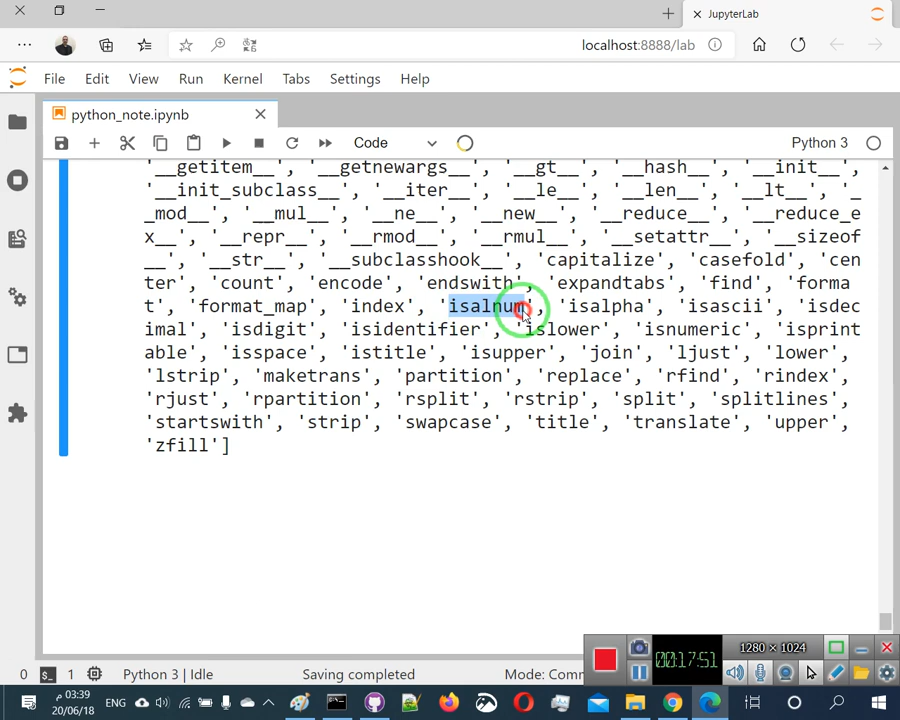 JupyterLab
localhost:8888/lab
File Edit View Run Kernel Tabs Settings Help
python_note.ipynb
Code
Python 3
'__getitem__', '__getnewargs__', '__gt__', '__hash__', '__init__',
'__init_subclass__', '__iter__', '__le__', '__len__', '__lt__', '_
_mod__', '__mul__', '__ne__', '__new__', '__reduce__', '__reduce_e
x__', '__repr__', '__rmod__', '__rmul__', '__setattr__', '__sizeof
__', '__str__', '__subclasshook__', 'capitalize', 'casefold', 'cen
ter', 'count', 'encode', 'endswith', 'expandtabs', 'find', 'forma
t', 'format_map', 'index', 'isalnum', 'isalpha', 'isascii', 'isdec
imal', 'isdigit', 'isidentifier', 'islower', 'isnumeric', 'isprint
able', 'isspace', 'istitle', 'isupper', 'join', 'ljust', 'lower',
'lstrip', 'maketrans', 'partition', 'replace', 'rfind', 'rindex',
'rjust', 'rpartition', 'rsplit', 'rstrip', 'split', 'splitlines',
'startswith', 'strip', 'swapcase', 'title', 'translate', 'upper',
'zfill']
1280 × 1024
00:17:51
0 1 Python 3 | Idle Saving completed Mode: Comm
03:39 م
ENG
20/06/18